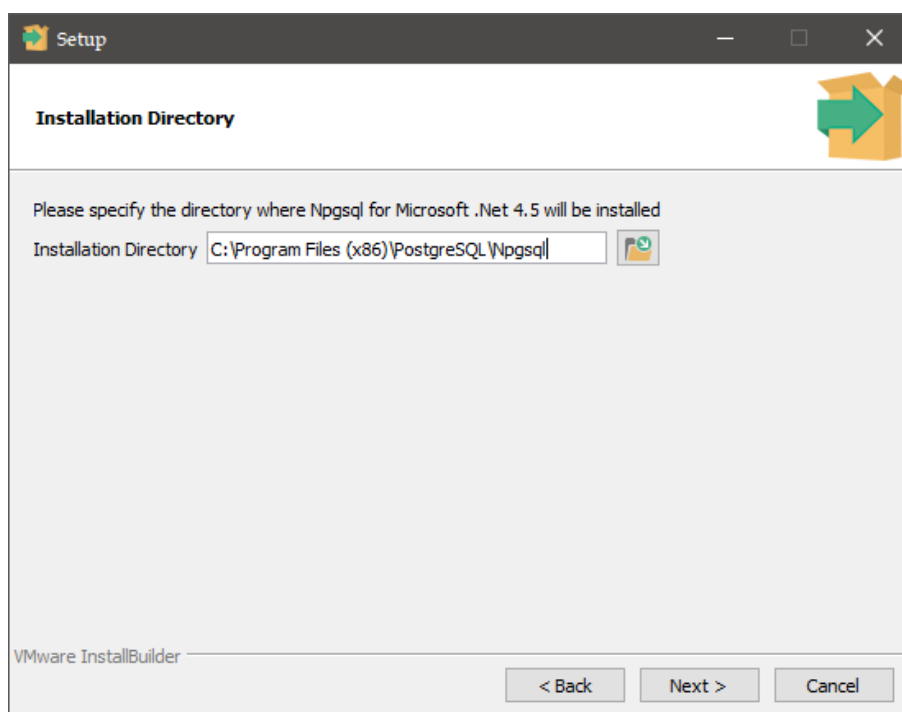 Setup
Installation Directory
Please specify the directory where Npgsql for Microsoft .Net 4.5 will be installed
Installation Directory C:\Program Files (x86)\PostgreSQL\Npgsql
VMware InstallBuilder
< Back Next > Cancel